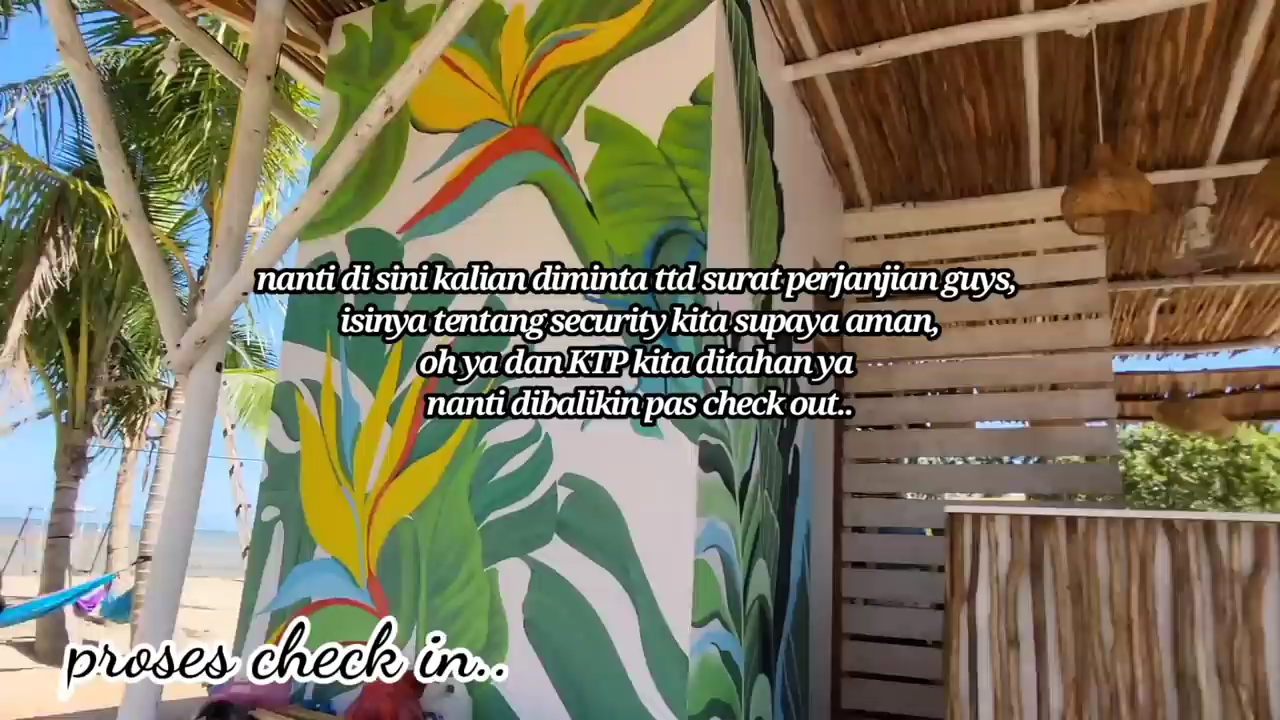 nanti di sini kalian diminta ttd surat perjanjian guys,
isinya tentang security kita supaya aman,
oh ya dan KTP kita ditahan ya
nanti dibalikin pas check out..
proses check in..